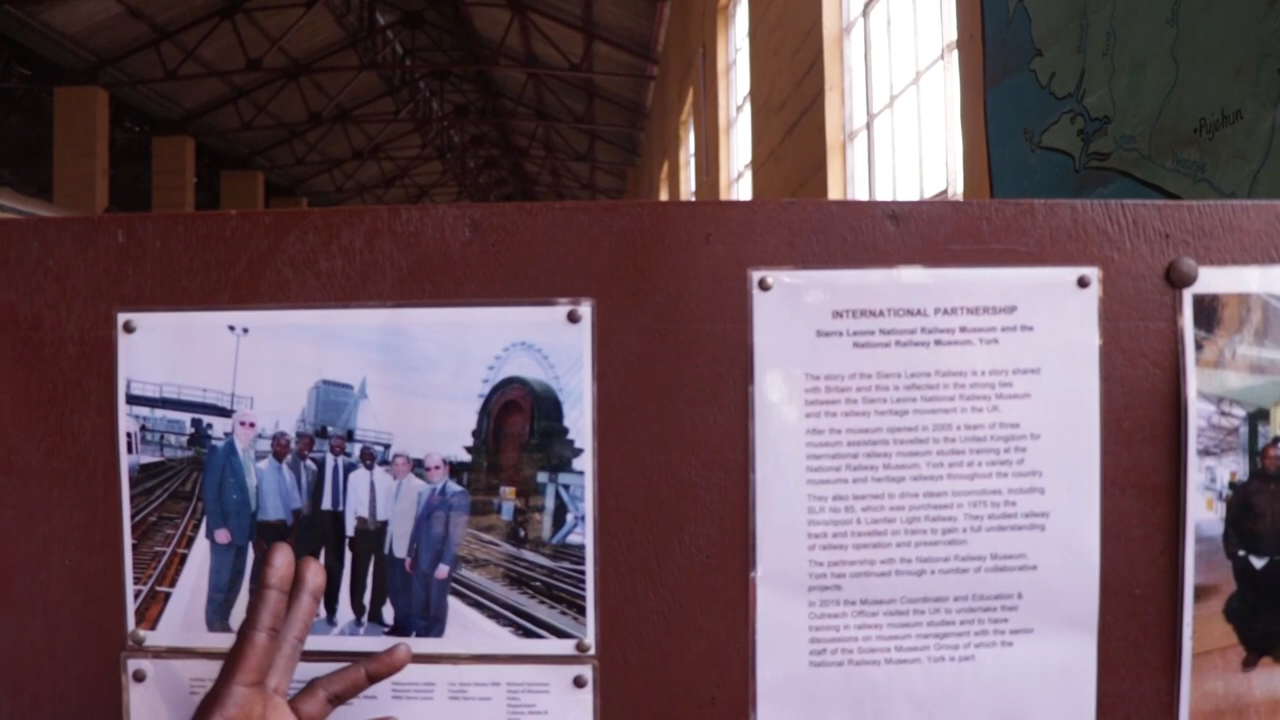 Pujehun
Waanje
INTERNATIONAL PARTNERSHIP
Sierra Leone National Railway Museum and the
National Railway Museum, York
The story of the Sierra Leone Railway is a story shared
with Britain and this is reflected in the strong ties
between the Sierra Leone National Railway Museum
and the railway heritage movement in the UK.
After the museum opened in 2005 a team of three
museum assistants travelled to the United Kingdom for
international railway museum studies training at the
National Railway Museum, York and at a variety of
museums and heritage railways throughout the country.
They also learned to drive steam locomotives, including
SLR No 85, which was purchased in 1975 by the
Welshpool & Llanfair Light Railway. They studied railway
track and travelled on trains to gain a full understanding
of railway operation and preservation.
The partnership with the National Railway Museum,
York has continued through a number of collaborative
projects.
In 2019 the Museum Coordinator and Education &
Outreach Officer visited the UK to undertake their
training in railway museum studies and to have
discussions on museum management with the senior
staff of the Science Museum Group of which the
National Railway Museum, York is part.